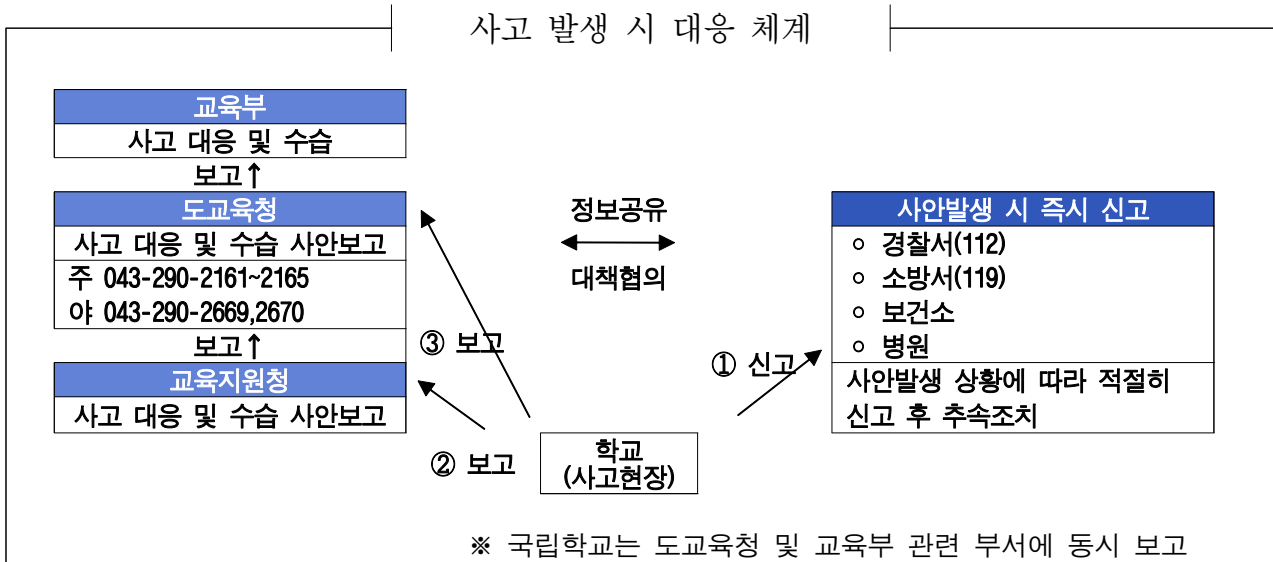 사고 발생 시 대응 체계
교육부
사고 대응 및 수습
보고↑
도교육청
사고 대응 및 수습 사안보고
주 043-290-2161~2165
야 043-290-2669,2670
보고↑
교육지원청
사고 대응 및 수습 사안보고
정보공유
대책협의
③ 보고
② 보고
① 신고
학교
(사고현장)
사안발생 시 즉시 신고
○ 경찰서(112)
○ 소방서(119)
○ 보건소
○ 병원
사안발생 상황에 따라 적절히
신고 후 추속조치
※ 국립학교는 도교육청 및 교육부 관련 부서에 동시 보고